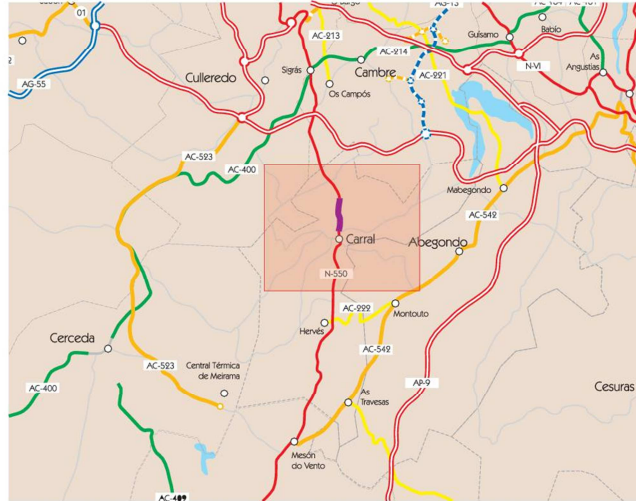 01
AG-55
AC-213
AC-214
Guísamo
Babío
Sigrás
Culleredo
Cambre
AC-221
N-VI
As
Angustias
Os Campós
AC-523
AC-400
Mabegondo
AC-542
Carral
Abegondo
N-550
AC-222
Montouto
Hervés
Cerceda
AC-542
AC-523
Central Térmica
de Meirama
AP-9
AC-400
Cesuras
As
Travesas
Mesón
do Vento